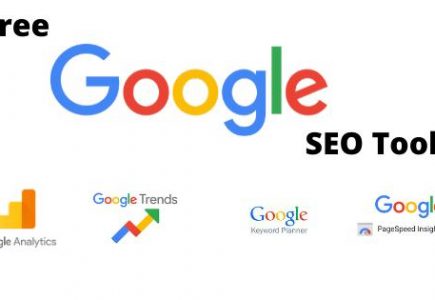 ree
Google
SEO Tool
Google Trends
Google
Keyword Planner
Google
PageSpeed Insigh
gle Analytics